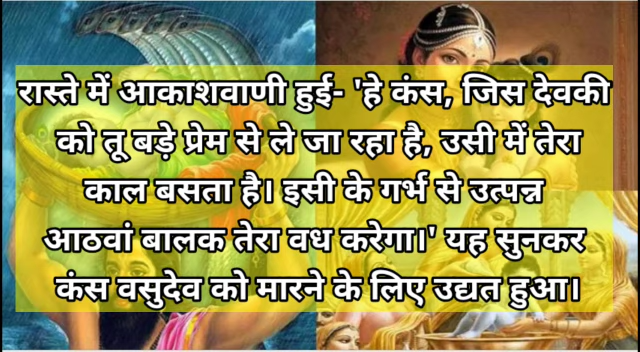 रास्ते में आकाशवाणी हुई- 'हे कंस, जिस देवकी
को तू बड़े प्रेम से ले जा रहा है, उसी में तेरा
काल बसता है। इसी के गर्भ से उत्पन्न
आठवां बालक तेरा वध करेगा।' यह सुनकर
कंस वसुदेव को मारने के लिए उद्यत हुआ।